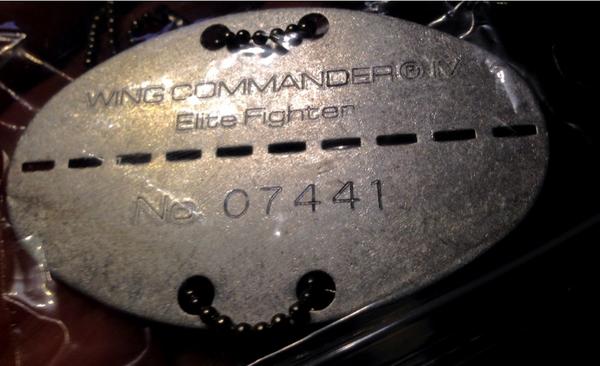 WING COMMANDER® IV
Elite Fighter
No. 07441